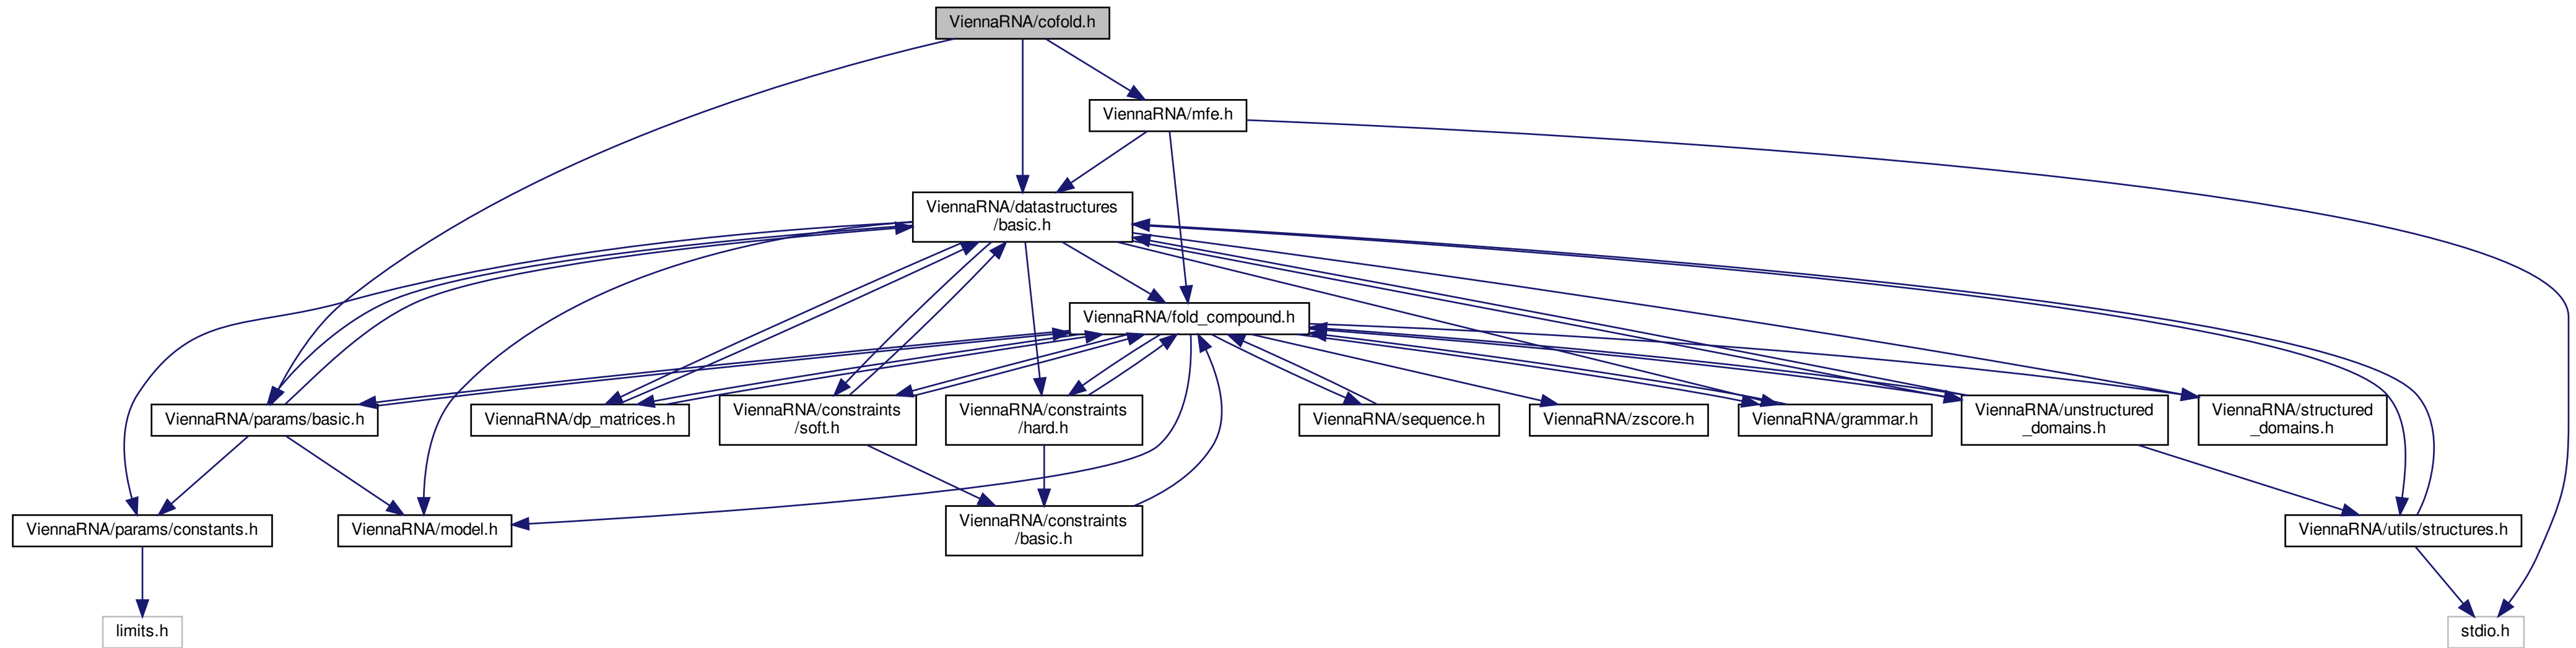 ViennaRNA/cofold.h
ViennaRNA/mfe.h
ViennaRNA/datastructures
/basic.h
ViennaRNA/fold_compound.h
ViennaRNA/params/basic.h
ViennaRNA/dp_matrices.h
ViennaRNA/constraints
/soft.h
ViennaRNA/constraints
/hard.h
ViennaRNA/sequence.h
ViennaRNA/zscore.h
ViennaRNA/grammar.h
ViennaRNA/unstructured
_domains.h
ViennaRNA/structured
_domains.h
ViennaRNA/params/constants.h
ViennaRNA/model.h
ViennaRNA/constraints
/basic.h
ViennaRNA/utils/structures.h
limits.h
stdio.h